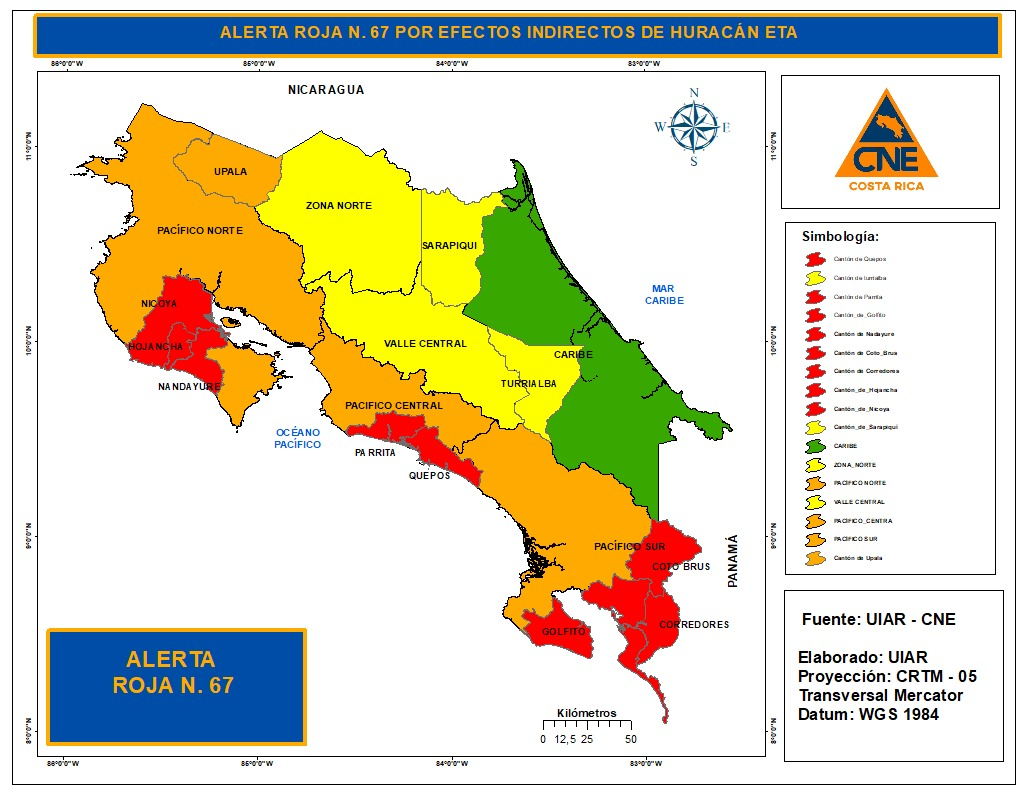 ALERTA ROJA N. 67 POR EFECTOS INDIRECTOS DE HURACÁN ETA
86°0'0"W
85°0'0"W
84°0'0"W
83°0'0"W
NICARAGUA
N
W
E
S
11°0'0"N
11°0'0"N
UPALA
ZONA NORTE
PACÍFICO NORTE
SARAPIQUI
MAR
CARIBE
NICOYA
10°0'0"N
10°0'0"N
HOJANCHA
VALLE CENTRAL
CARIBE
NANDAYURE
TURRIALBA
PACIFICO CENTRAL
OCÉANO
PACÍFICO
PA RRITA
QUEPOS
9°0'0"N
9°0'0"N
PACÍFICO SUR
COTO BRUS
PANAMÁ
GOLFITO
CORREDORES
ALERTA
ROJA N. 67
Kilómetros
0 12,5 25 50
8°0'0"N
8°0'0"N
86°0'0"W
85°0'0"W
84°0'0"W
83°0'0"W
CNE
COSTA RICA
Simbología:
Cantón de Quepos
Cantón de turrialba
Cantón de Parrita
Cantón_de_Golfito
Cantón de Nadayure
Cantón de Coto_Brus
Cantón de Corredores
Cantón_de_Hojancha
Cantón_de_Nicoya
Cantón_de_Sarapiqui
CARIBE
ZONA_NORTE
PACÍFICO NORTE
VALLE CENTRAL
PACÍFICO_CENTRA
PACÍFICO SUR
Cantón de Upala
Fuente: UIAR - CNE
Elaborado: UIAR
Proyección: CRTM - 05
Transversal Mercator
Datum: WGS 1984